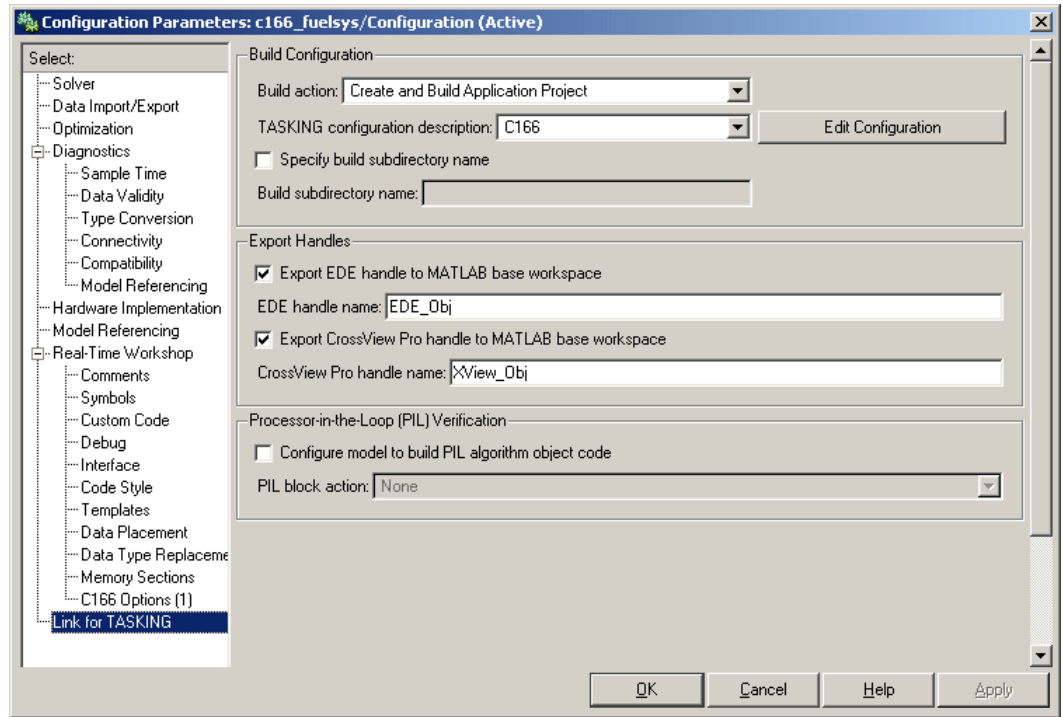 Configuration Parameters: c166_fuelsys/Configuration (Active)
Select:
Solver
Data Import/Export
Optimization
Diagnostics
Sample Time
Data Validity
Type Conversion
Connectivity
Compatibility
Model Referencing
Hardware Implementation
Model Referencing
Real-Time Workshop
Comments
Symbols
Custom Code
Debug
Interface
Code Style
Templates
Data Placement
Data Type Replaceme
Memory Sections
C166 Options (1)
Link for TASKING
Build Configuration
Build action: Create and Build Application Project
TASKING configuration description: C166 Edit Configuration
Specify build subdirectory name
Build subdirectory name:
Export Handles
Export EDE handle to MATLAB base workspace
EDE handle name: EDE_Obj
Export CrossView Pro handle to MATLAB base workspace
CrossView Pro handle name: XView_Obj
Processor-in-the-Loop (PIL) Verification
Configure model to build PIL algorithm object code
PIL block action: None
OK Cancel Help Apply